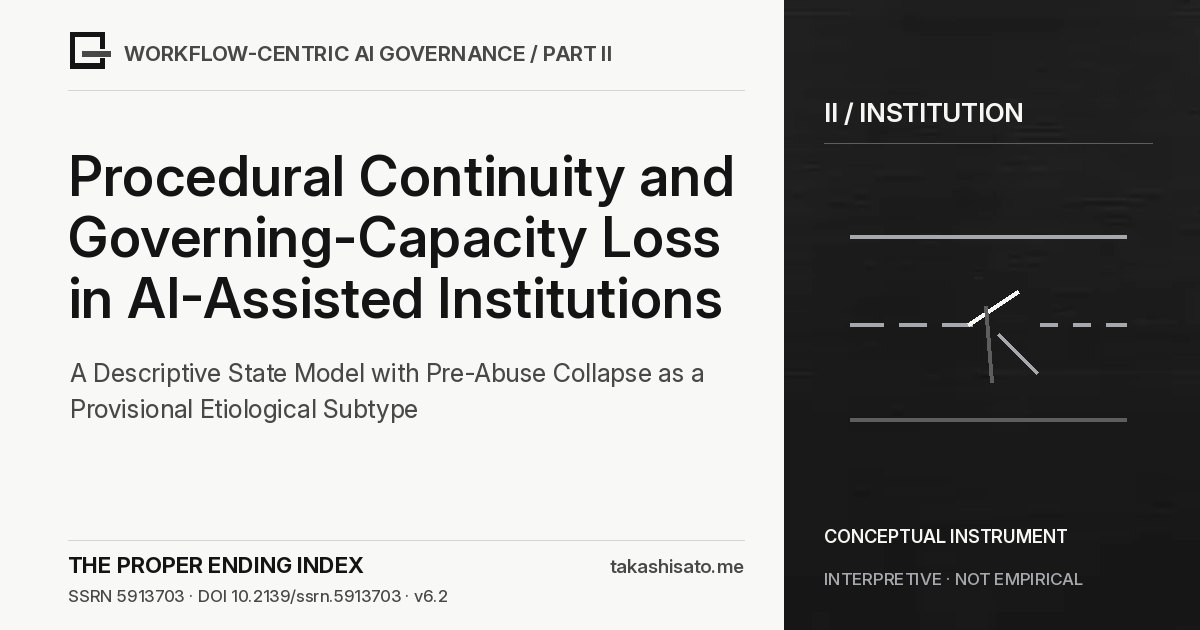 WORKFLOW-CENTRIC AI GOVERNANCE / PART II
Procedural Continuity and
Governing-Capacity Loss
in AI-Assisted Institutions
A Descriptive State Model with Pre-Abuse Collapse as a
Provisional Etiological Subtype
THE PROPER ENDING INDEX
takashisato.me
SSRN 5913703 · DOI 10.2139/ssrn.5913703 · v6.2
II / INSTITUTION
CONCEPTUAL INSTRUMENT
INTERPRETIVE · NOT EMPIRICAL